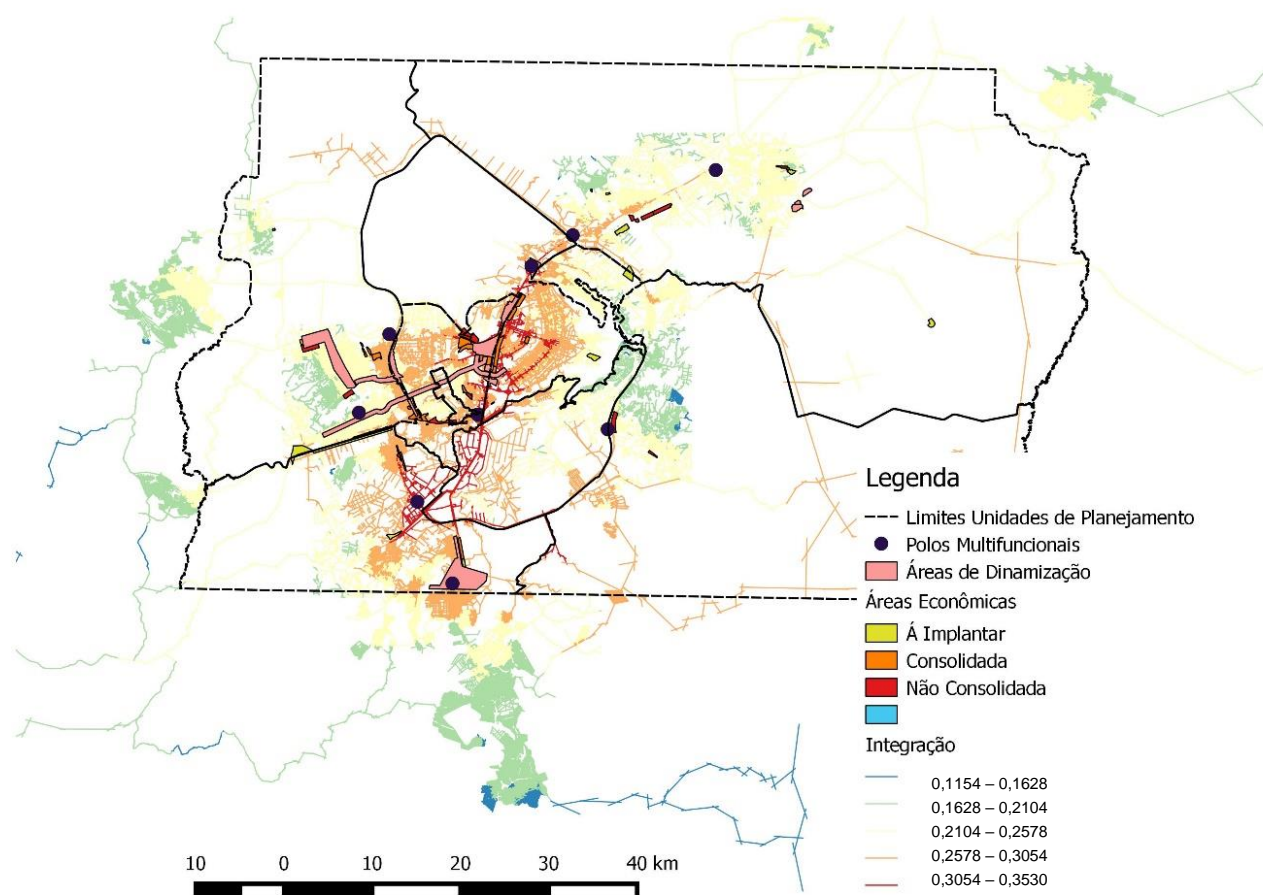 Legenda
Limites Unidades de Planejamento
Polos Multifuncionais
Áreas de Dinamização
Áreas Econômicas
Á Implantar
Consolidada
Não Consolidada
Integração
0,1154 – 0,1628
0,1628 – 0,2104
0,2104 – 0,2578
0,2578 – 0,3054
0,3054 – 0,3530
10 0 10 20 30 40 km